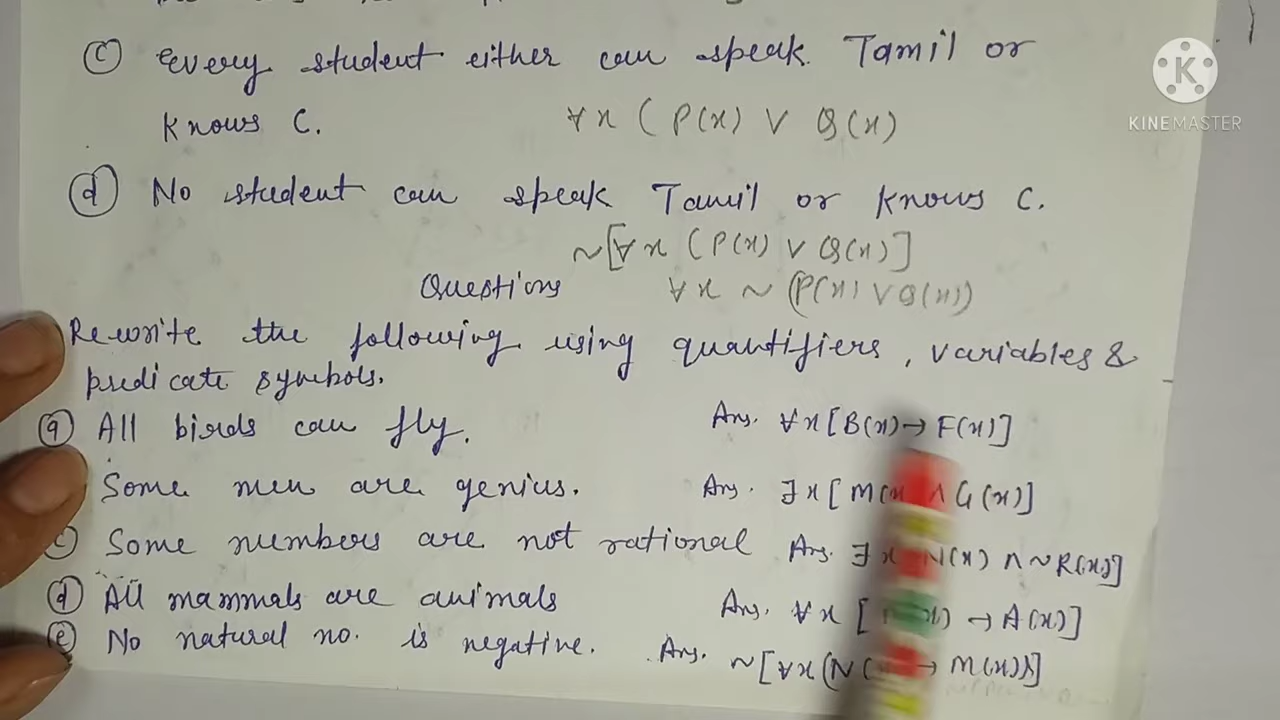 Ⓒ Every student either can speak Tamil or
K
KINEMASTER
Knows C. ∀x ( P(x) ∨ Q(x)
ⓓ No student can speak Tamil or Knows C.
~[∀x (P(x) ∨ Q(x)]
Questions ∀x ~ (P(x) ∨ Q(x))
Rewrite the following using quantifiers, variables &
predicate symbols.
ⓐ All birds can fly. Ans. ∀x [B(x) → F(x)]
Some men are genius. Ans. ∃x [ M(x) ∧ G(x)]
ⓒ Some numbers are not rational Ans. ∃x N(x) ∧ ~R(x)]
ⓓ All mammals are animals Ans. ∀x [ → A(x)]
ⓔ No natural no. is negative. Ans. ~[∀x (N → M(x))]